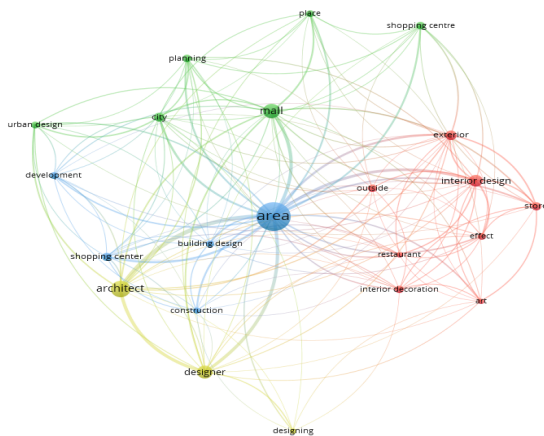 place
shopping centre
planning
mall
city
urban design
exterior
development
interior design
outside
store
area
effect
building design
shopping center
restaurant
architect
interior decoration
art
construction
designer
designing